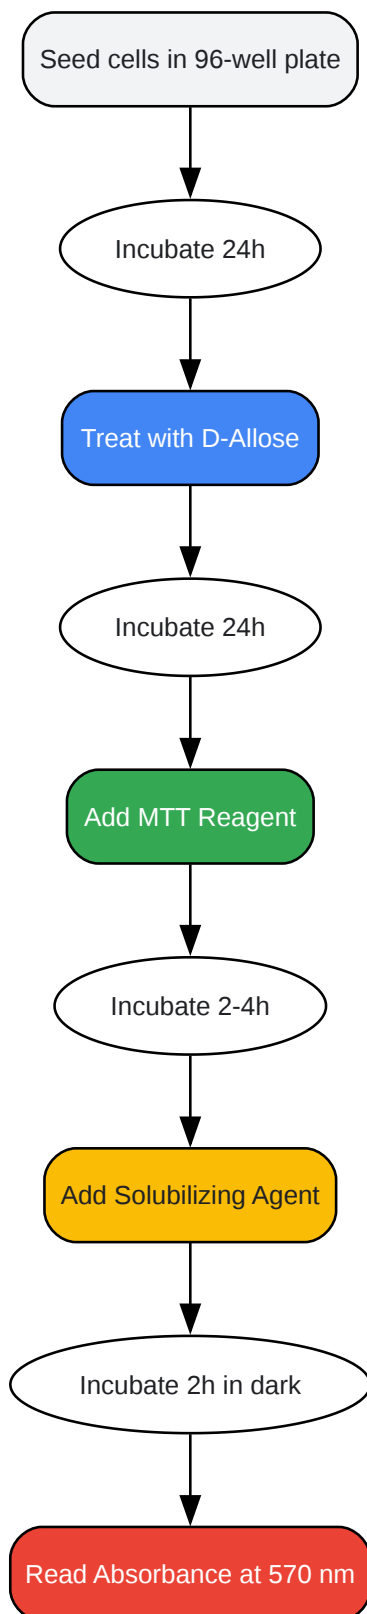 Seed cells in 96-well plate
Incubate 24h
Treat with D-Allose
Incubate 24h
Add MTT Reagent
Incubate 2-4h
Add Solubilizing Agent
Incubate 2h in dark
Read Absorbance at 570 nm